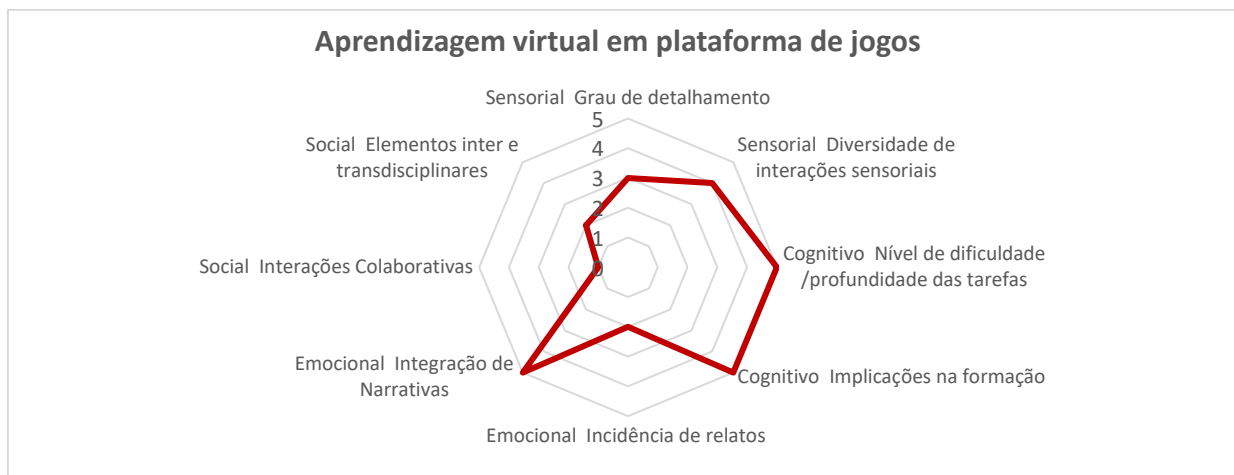 Aprendizagem virtual em plataforma de jogos
Sensorial Grau de detalhamento
Sensorial Diversidade de
interações sensoriais
Cognitivo Nível de dificuldade
/profundidade das tarefas
Cognitivo Implicações na formação
Emocional Incidência de relatos
Emocional Integração de
Narrativas
Social Interações Colaborativas
Social Elementos inter e
transdisciplinares
5
4
3
2
1
0